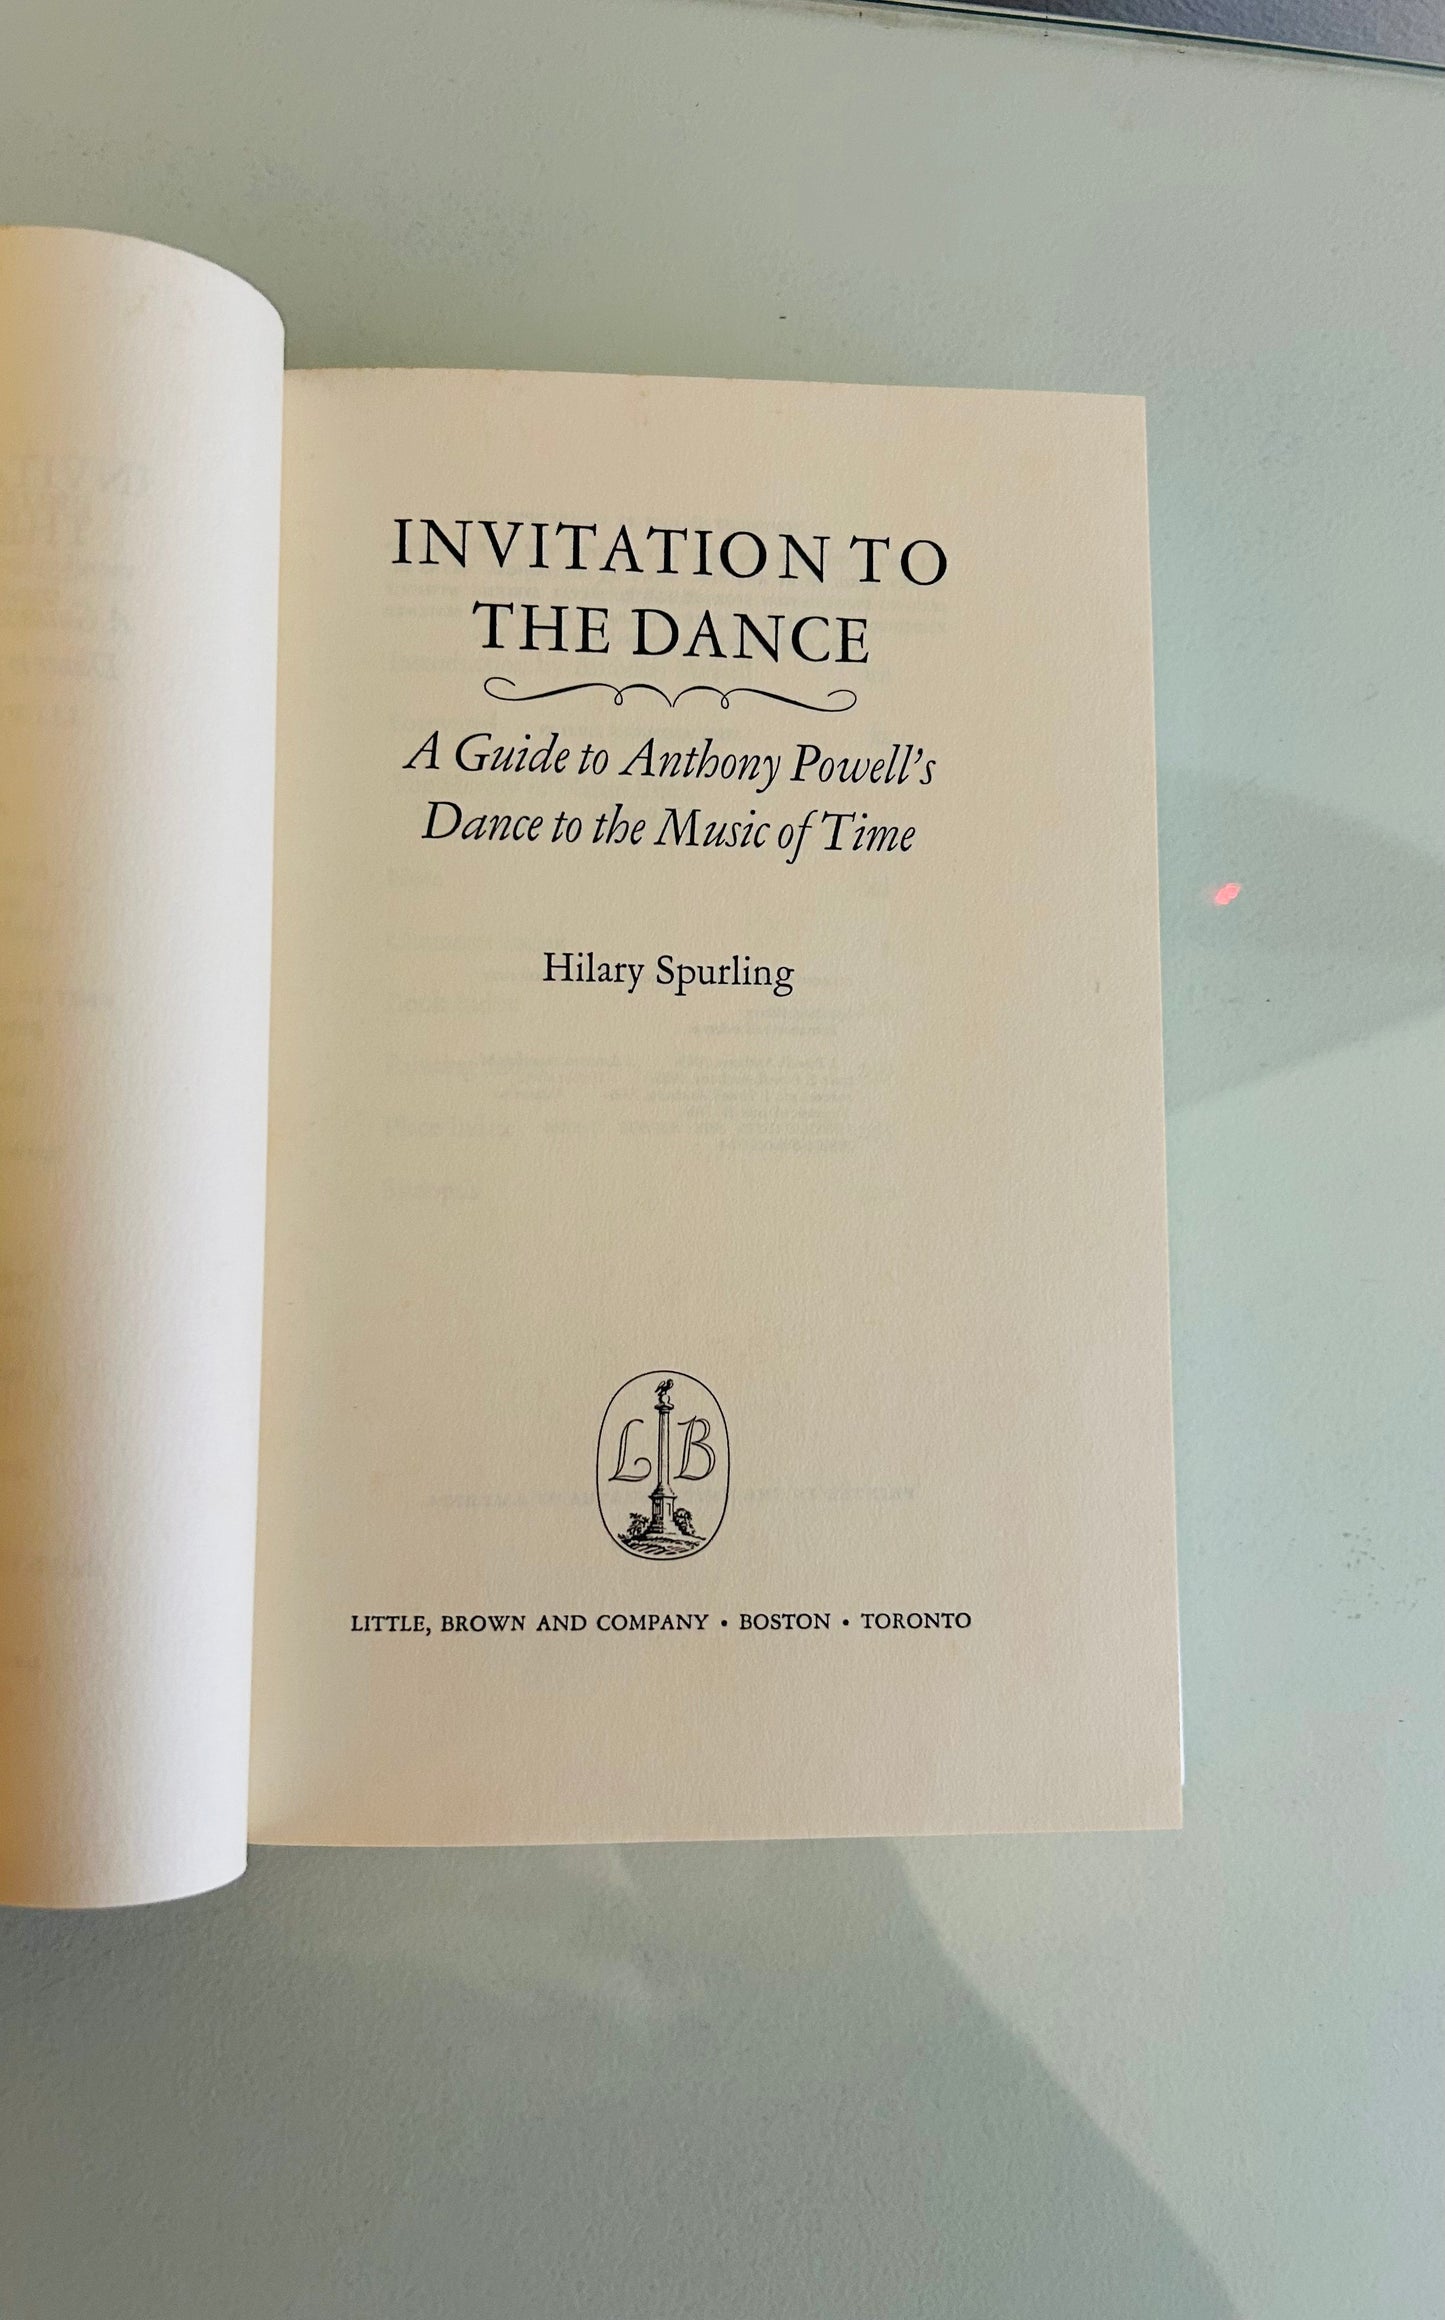 INVITATION TO
THE DANCE
A Guide to Anthony Powell's
Dance to the Music of Time
Hilary Spurling
L B
LITTLE, BROWN AND COMPANY • BOSTON • TORONTO